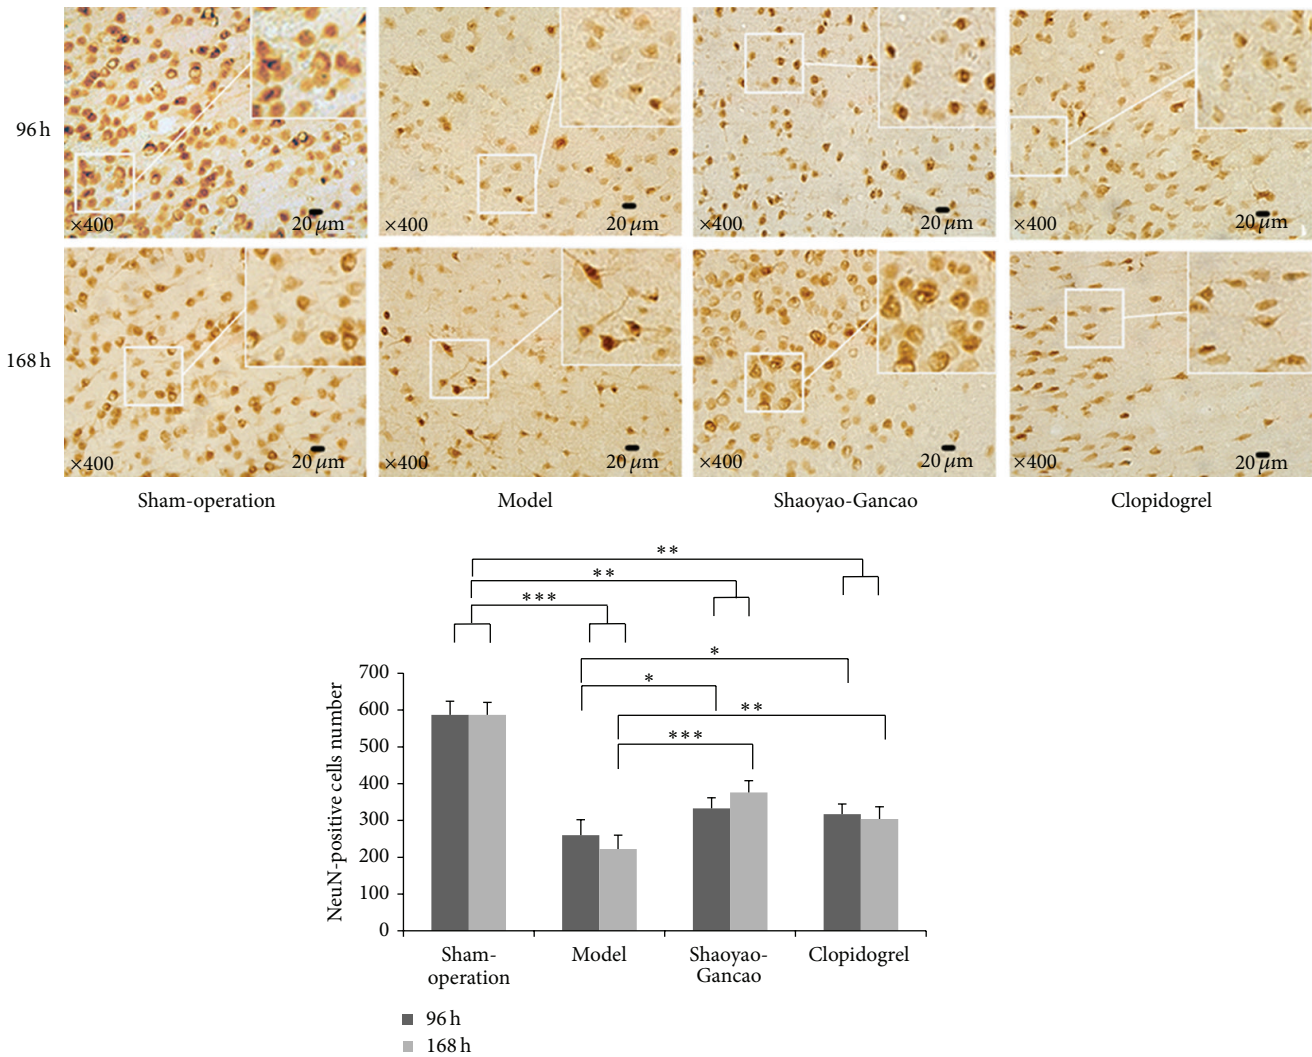 96 h
×400
20 μm
×400
20 μm
×400
20 μm
×400
20 μm
168 h
×400
20 μm
×400
20 μm
×400
20 μm
×400
20 μm
Sham-operation
Model
Shaoyao-Gancao
Clopidogrel
**
**
***
*
*
**
***
NeuN-positive cells number
700
600
500
400
300
200
100
0
Sham-
operation
Model
Shaoyao-
Gancao
Clopidogrel
96 h
168 h